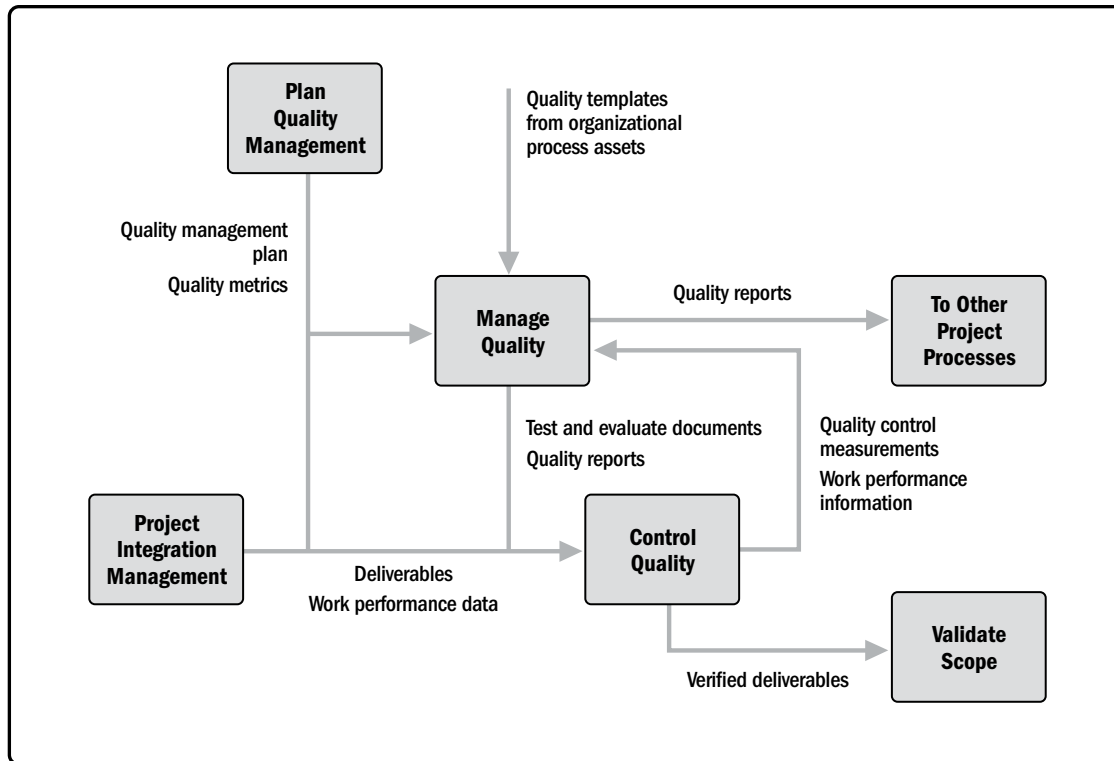 Plan
Quality
Management
Quality templates
from organizational
process assets
Quality management
plan
Quality metrics
Manage
Quality
Quality reports
To Other
Project
Processes
Test and evaluate documents
Quality reports
Quality control
measurements
Work performance
information
Project
Integration
Management
Deliverables
Work performance data
Control
Quality
Verified deliverables
Validate
Scope